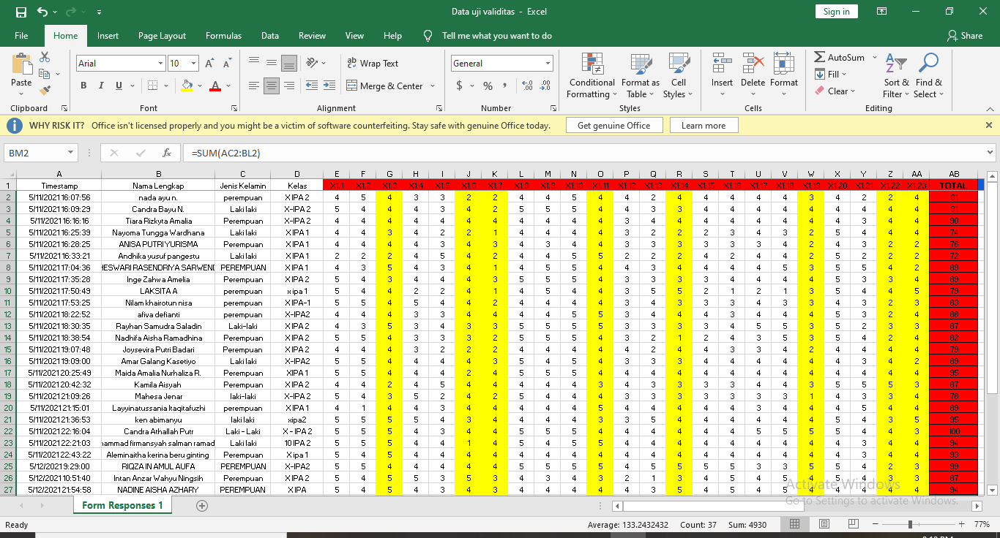 Data uji validitas - Excel
Sign in
File Home Insert Page Layout Formulas Data Review View Help Tell me what you want to do Share
Paste
Arial 10
B I U A
Wrap Text
Merge & Center
General
$ % ,
Conditional Formatting
Format as Table
Cell Styles
Insert Delete Format
AutoSum
Fill
Clear
Sort & Filter
Find & Select
Clipboard Font Alignment Number Styles Cells Editing
WHY RISK IT? Office isn't licensed properly and you might be a victim of software counterfeiting. Stay safe with genuine Office today. Get genuine Office Learn more
BM2 fx =SUM(AC2:BL2)
A B C D E F G H I J K L M N O P Q R S T U V W X Y Z AA AB
1 Timestamp Nama Lengkap Jenis Kelamin Kelas X1.1 X1.2 X1.3 X1.4 X1.5 X1.6 X1.7 X1.8 X1.9 X1.10 X1.11 X1.12 X1.13 X1.14 X1.15 X1.16 X1.17 X1.18 X1.19 X1.20 X1.21 X1.22 X1.23 TOTAL
2 5/11/2021 16:07:56 nada ayu n. perempuan X IPA 2 4 5 4 3 3 2 2 4 4 5 4 4 2 4 4 4 4 4 3 4 2 2 4 81
3 5/11/2021 16:09:29 Candra Bayu N. Laki laki X-IPA 2 5 4 4 3 4 4 2 5 5 5 4 3 3 4 4 4 4 4 4 4 4 4 4 91
4 5/11/2021 16:16:16 Tiara Rizkyta Amalia Perempuan X-IPA 2 4 4 4 4 3 4 4 4 4 4 4 4 4 4 4 4 4 4 4 4 3 4 4 90
5 5/11/2021 16:25:39 Nayoma Tungga Wardhana Laki laki X IPA 1 4 4 3 4 2 2 1 4 4 4 4 3 2 2 2 3 4 3 2 5 4 4 4 74
6 5/11/2021 16:28:25 ANISA PUTRI YURISMA Perempuan X IPA 1 4 4 4 4 3 4 3 4 3 4 4 3 3 3 3 3 3 4 2 4 3 2 2 76
7 5/11/2021 16:33:21 Andhika yusuf pangestu Laki laki X IPA 1 2 2 2 4 5 4 2 4 4 5 5 2 2 2 4 2 4 4 2 5 2 2 2 72
8 5/11/2021 17:04:36 HESWARI RASENDRIYA SARWEND PEREMPUAN X IPA 1 4 3 5 4 3 4 1 4 5 5 4 4 3 4 4 4 4 5 3 5 5 4 2 89
9 5/11/2021 17:35:28 Inge Zahwa Amelia Perempuan X IPA 2 5 4 3 4 4 4 3 4 4 4 4 3 3 3 4 4 4 4 4 5 3 3 4 89
10 5/11/2021 17:50:49 LAKSITA A perempuan x ipa 1 4 4 4 2 2 4 1 4 5 4 4 3 5 5 2 1 2 1 3 5 4 4 5 79
11 5/11/2021 17:53:25 Nilam khairotun nisa perempuan X IPA-1 5 4 4 5 4 4 2 4 4 4 4 3 4 3 3 3 4 3 3 4 3 2 3 83
12 5/11/2021 18:22:52 afiva defianti perempuan X-IPA2 4 4 4 3 3 4 4 4 4 5 5 3 4 4 4 3 4 4 4 5 3 2 4 88
13 5/11/2021 18:30:35 Rayhan Samudra Saladin Laki-laki X IPA 2 4 3 5 3 4 3 3 5 5 5 3 3 3 3 3 4 5 5 3 5 2 3 3 87
14 5/11/2021 18:38:54 Nadhifa Aisha Ramadhina Perempuan X IPA 2 5 5 4 3 3 3 2 5 5 5 4 3 2 1 2 4 3 5 3 5 4 2 4 82
15 5/11/2021 19:07:48 Joysevira Putri Badari Perempuan X IPA 2 4 4 4 3 2 2 2 4 4 4 4 4 2 4 4 3 3 4 2 4 4 4 4 79
16 5/11/2021 19:09:00 Amar Galang Kasetiyo Laki laki X-IPA2 5 5 4 4 4 4 3 5 4 5 4 3 3 3 4 4 4 4 4 4 3 4 2 89
17 5/11/2021 20:25:49 Maida Amalia Nurhaliza R. Perempuan X IPA1 5 5 4 4 4 2 4 5 5 5 4 4 4 4 4 4 4 4 4 4 4 4 4 95
18 5/11/2021 20:42:32 Kamila Aisyah Perempuan X IPA 2 4 4 2 4 5 4 4 4 4 4 3 4 3 3 3 3 4 4 3 5 5 5 3 87
19 5/11/2021 21:09:26 Mahesa Jenar laki-laki X-IPA 2 5 4 3 5 2 4 2 5 4 4 4 3 3 3 3 3 3 3 1 4 3 3 4 78
20 5/11/2021 21:15:01 Layyinatussania Itaqitafuzhi perempuan X IPA 1 4 1 4 4 3 4 4 4 4 4 5 4 4 4 4 4 3 4 4 4 5 4 4 89
21 5/11/2021 21:36:53 ken abimanyu laki laki xipa2 5 5 5 5 4 3 4 4 4 4 3 3 5 4 4 4 4 4 4 5 4 3 5 95
22 5/11/2021 22:16:04 Candra Athallah Putr Laki - Laki X - IPA 2 5 5 5 4 3 4 4 5 5 4 4 4 4 4 4 4 5 5 5 5 4 4 3 100
23 5/11/2021 22:21:03 ammad firmansyah salman ramad Laki laki 10 IPA 2 5 5 5 4 4 1 4 5 4 5 5 4 4 4 4 4 4 4 4 4 3 4 4 94
24 5/11/2021 22:43:22 Aleminaitha kerina beru ginting Perempuan X ipa 1 5 4 5 4 4 4 4 4 4 4 4 4 4 4 4 4 4 4 4 4 3 4 4 93
25 5/12/2021 9:29:00 RIQZA IN AMUL AUFA PEREMPUAN X-IPA2 5 5 4 4 4 4 4 5 5 5 5 4 5 5 5 5 3 3 5 5 4 2 3 99
26 5/12/2021 10:51:40 Intan Anzar Wahyu Ningsih Perempuan X IPA 2 5 4 5 5 3 5 3 4 3 4 3 2 1 3 4 5 4 5 4 5 4 3 4 87
27 5/12/2021 21:54:58 NADINE AISHA AZHARY PEREMPUAN X IPA 5 4 5 4 3 4 3 4 4 4 4 4 3 5 4 5 4 5 4 4 4 4 4 94
Activate Windows
Go to Settings to activate Windows.
Form Responses 1
Ready Average: 133.2432432 Count: 37 Sum: 4930 77%